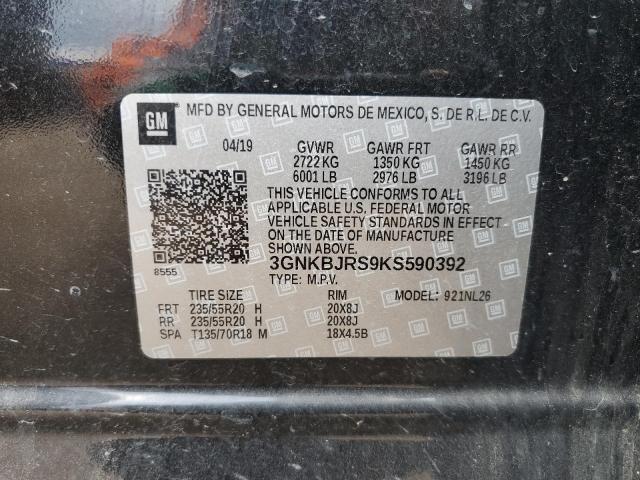 GM MFD BY GENERAL MOTORS DE MEXICO, S. DE R.L. DE C.V.
04/19 GVWR GAWR FRT GAWR RR
2722 KG 1350 KG 1450 KG
6001 LB 2976 LB 3196 LB
THIS VEHICLE CONFORMS TO ALL
APPLICABLE U.S. FEDERAL MOTOR
VEHICLE SAFETY STANDARDS IN EFFECT
ON THE DATE OF MANUFACTURE
SHOWN ABOVE.
8555 3GNKBJRS9KS590392
TYPE: M.P.V.
TIRE SIZE RIM MODEL: 921NL26
FRT 235/55R20 H 20X8J
RR 235/55R20 H 20X8J
SPA T135/70R18 M 18X4.5B